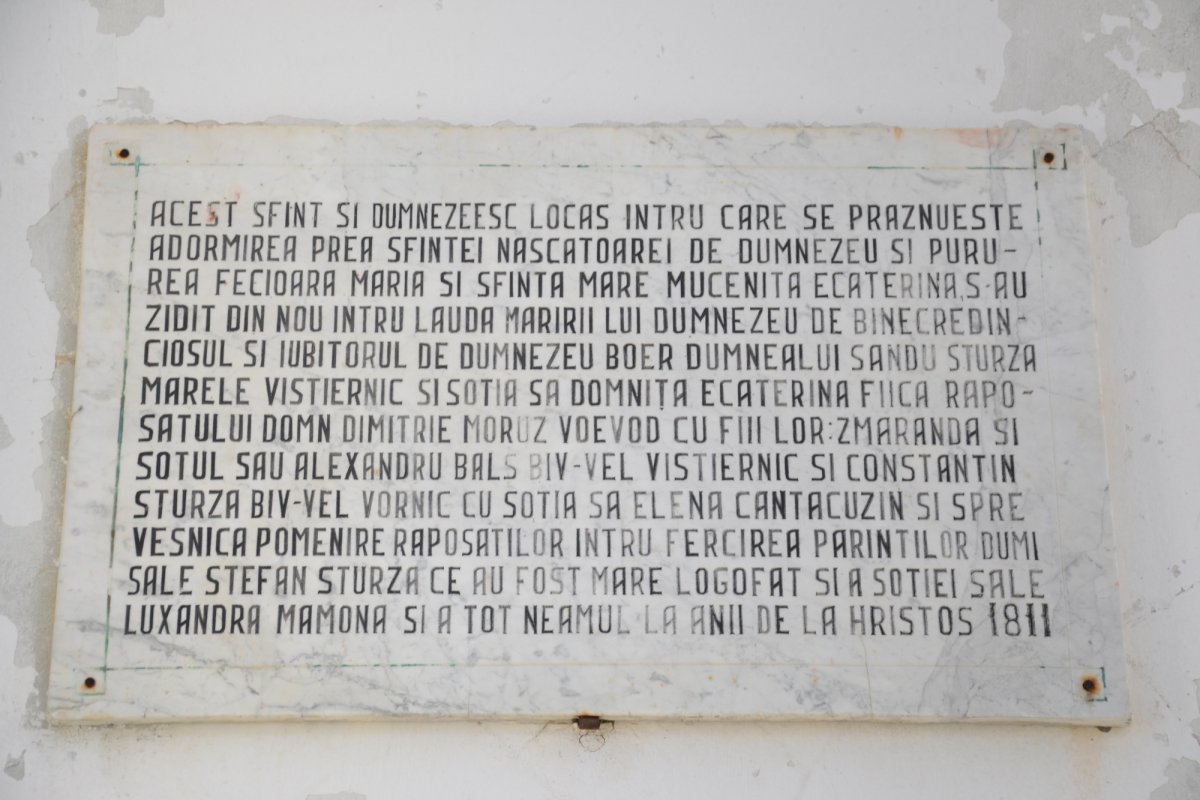 ACEST SFINT SI DUMNEZEESC LOCAS INTRU CARE SE PRAZNUESTE
ADORMIREA PREA SFINTEI NASCATOAREI DE DUMNEZEU SI PURU-
REA FECIOARA MARIA SI SFINTA MARE MUCENITA ECATERINA,S-AU
ZIDIT DIN NOU INTRU LAUDA MARIRII LUI DUMNEZEU DE BINECREDIN-
CIOSUL SI IUBITORUL DE DUMNEZEU BOER DUMNEALUI SANDU STURZA
MARELE VISTIERNIC SI SOTIA SA DOMNIȚA ECATERINA FIICA RAPO-
SATULUI DOMN DIMITRIE MORUZ VOEVOD CU FIII LOR:ZMARANDA SI
SOTUL SAU ALEXANDRU BALS BIV-VEL VISTIERNIC SI CONSTANTIN
STURZA BIV-VEL VORNIC CU SOTIA SA ELENA CANTACUZIN SI SPRE
VESNICA POMENIRE RAPOSATILOR INTRU FERCIREA PARINTILOR DUMI
SALE STEFAN STURZA CE AU FOST MARE LOGOFAT SI A SOTIEI SALE
LUXANDRA MAMONA SI A TOT NEAMUL LA ANII DE LA HRISTOS 1811